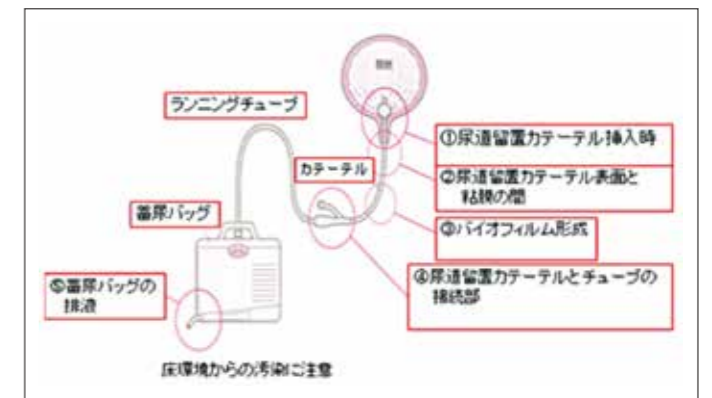 膀胱
ランニングチューブ
①尿道留置カテーテル挿入時
カテーテル
②尿道留置カテーテル表面と
粘膜の間
蓄尿バッグ
③バイオフィルム形成
④尿道留置カテーテルとチューブの
接続部
⑤蓄尿バッグの
排液
床環境からの汚染に注意